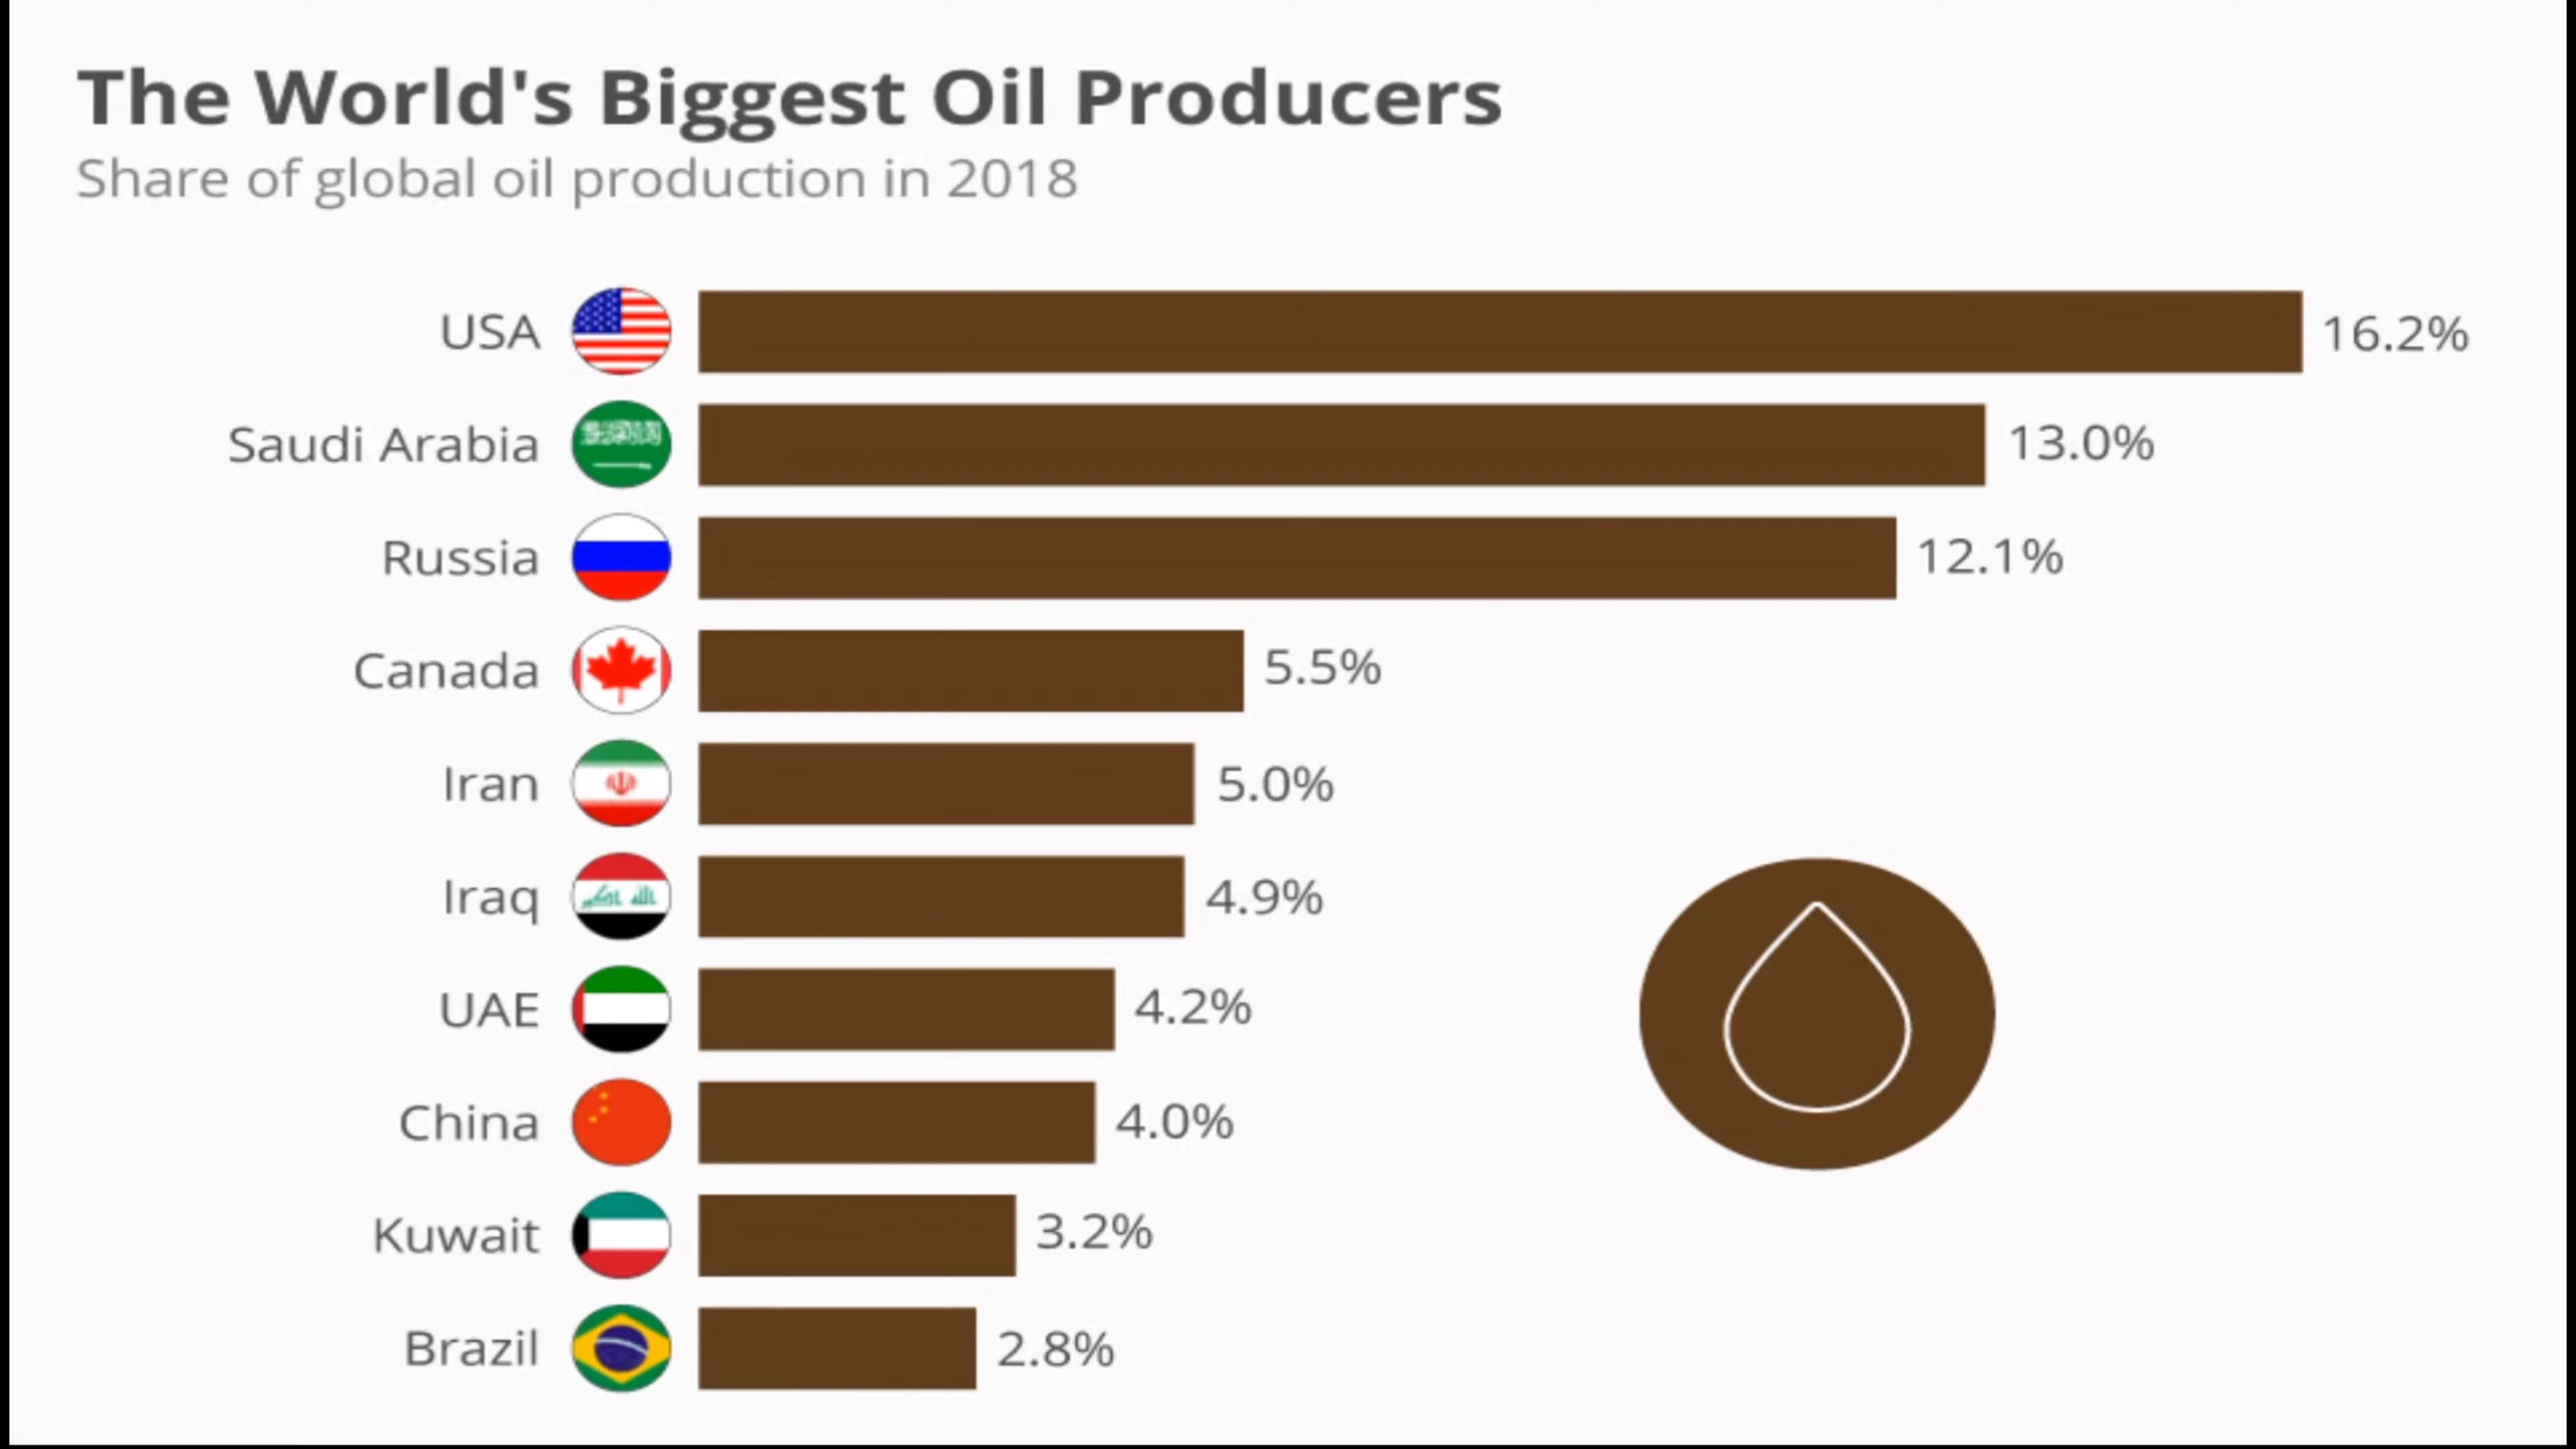 The World's Biggest Oil Producers
Share of global oil production in 2018
USA 16.2%
Saudi Arabia 13.0%
Russia 12.1%
Canada 5.5%
Iran 5.0%
Iraq 4.9%
UAE 4.2%
China 4.0%
Kuwait 3.2%
Brazil 2.8%